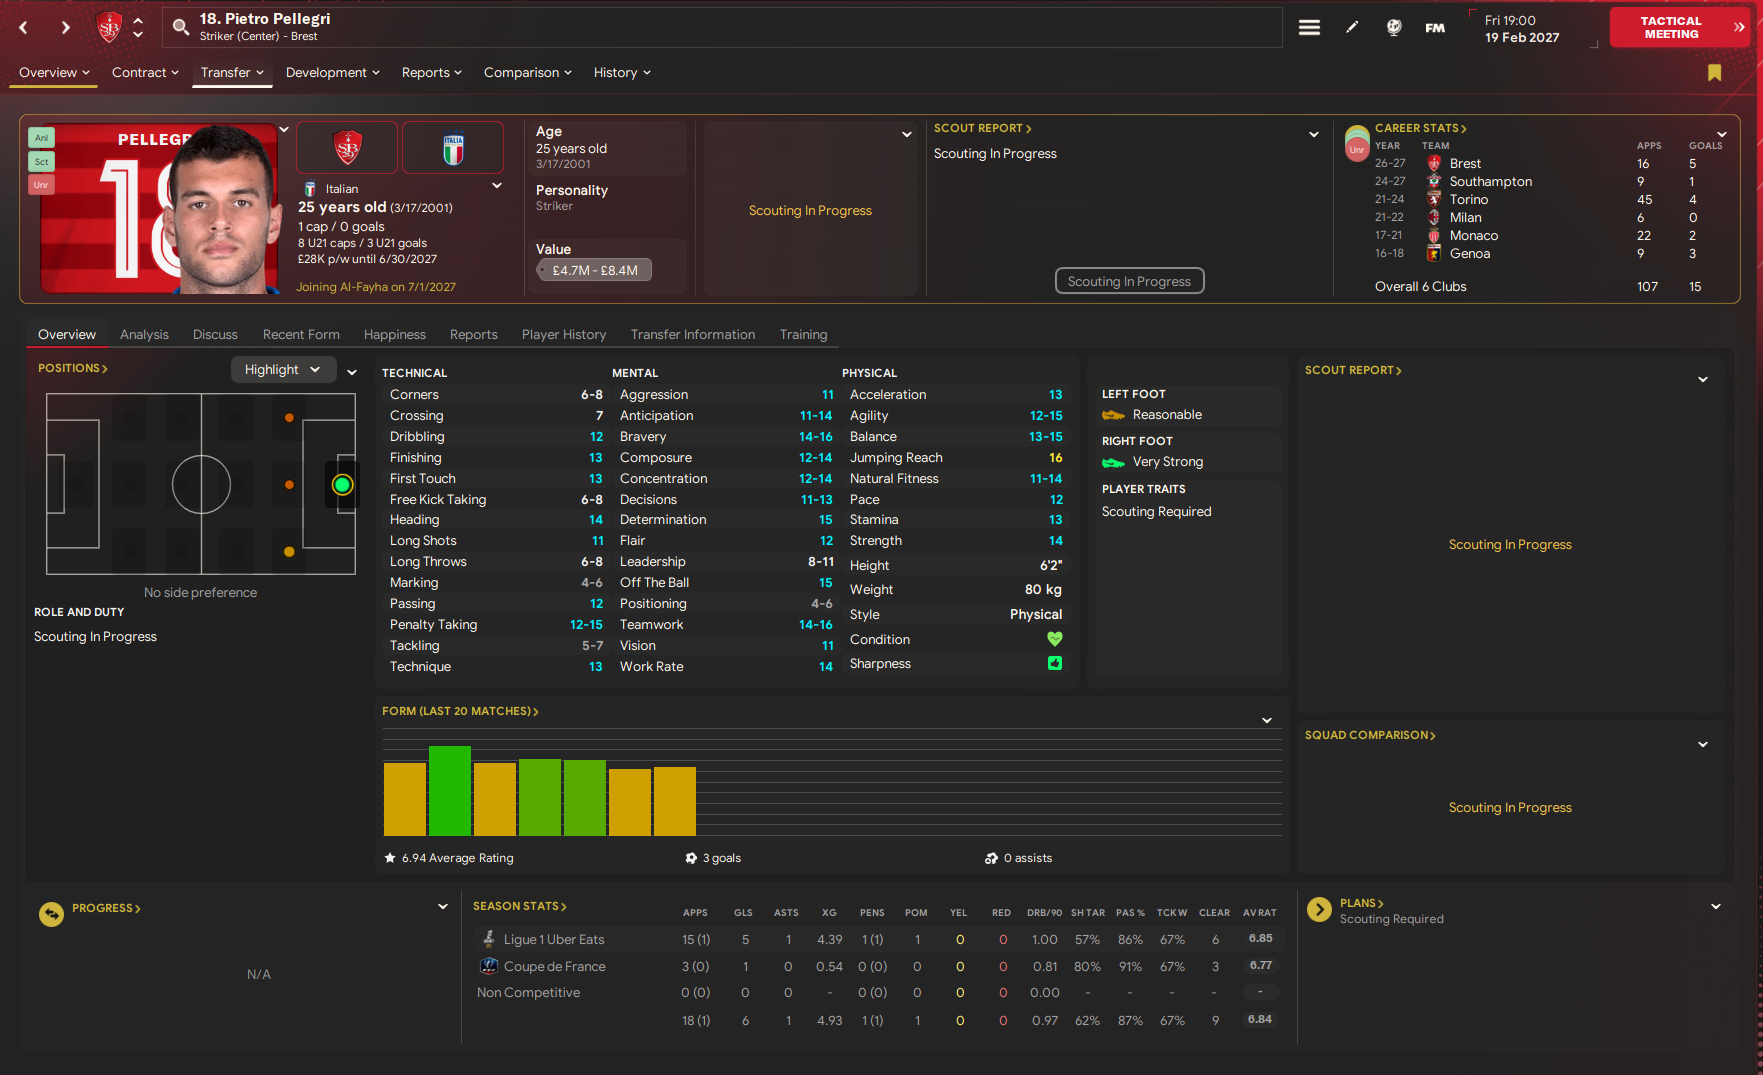 18. Pietro Pellegri
Striker (Center) - Brest
FM
Fri 19:00
19 Feb 2027
TACTICAL
MEETING
Overview
Contract
Transfer
Development
Reports
Comparison
History
Anl
Sct
Unr
PELLEGR
18
ITALIA
Italian
25 years old (3/17/2001)
1 cap / 0 goals
8 U21 caps / 3 U21 goals
£28K p/w until 6/30/2027
Joining Al-Fayha on 7/1/2027
Age
25 years old
3/17/2001
Personality
Striker
Value
£4.7M - £8.4M
Scouting In Progress
SCOUT REPORT
Scouting In Progress
Scouting In Progress
Unr
CAREER STATS
YEAR TEAM APPS GOALS
26-27 Brest 16 5
24-27 Southampton 9 1
21-24 Torino 45 4
21-22 Milan 6 0
17-21 Monaco 22 2
16-18 Genoa 9 3
Overall 6 Clubs 107 15
Overview Analysis Discuss Recent Form Happiness Reports Player History Transfer Information Training
POSITIONS
Highlight
No side preference
ROLE AND DUTY
Scouting In Progress
TECHNICAL
Corners 6-8
Crossing 7
Dribbling 12
Finishing 13
First Touch 13
Free Kick Taking 6-8
Heading 14
Long Shots 11
Long Throws 6-8
Marking 4-6
Passing 12
Penalty Taking 12-15
Tackling 5-7
Technique 13
MENTAL
Aggression 11
Anticipation 11-14
Bravery 14-16
Composure 12-14
Concentration 12-14
Decisions 11-13
Determination 15
Flair 12
Leadership 8-11
Off The Ball 15
Positioning 4-6
Teamwork 14-16
Vision 11
Work Rate 14
PHYSICAL
Acceleration 13
Agility 12-15
Balance 13-15
Jumping Reach 16
Natural Fitness 11-14
Pace 12
Stamina 13
Strength 14
Height 6'2"
Weight 80 kg
Style Physical
Condition
Sharpness
LEFT FOOT
Reasonable
RIGHT FOOT
Very Strong
PLAYER TRAITS
Scouting Required
SCOUT REPORT
Scouting In Progress
FORM (LAST 20 MATCHES)
6.94 Average Rating
3 goals
0 assists
SQUAD COMPARISON
Scouting In Progress
PROGRESS
N/A
SEASON STATS
APPS GLS ASTS XG PENS POM YEL RED DRB/90 SH TAR PAS % TCK W CLEAR AV RAT
Ligue 1 Uber Eats 15 (1) 5 1 4.39 1 (1) 1 0 0 1.00 57% 86% 67% 6 6.85
Coupe de France 3 (0) 1 0 0.54 0 (0) 0 0 0 0.81 80% 91% 67% 3 6.77
Non Competitive 0 (0) 0 0 - 0 (0) 0 0 0 0.00 - - - - -
18 (1) 6 1 4.93 1 (1) 1 0 0 0.97 62% 87% 67% 9 6.84
PLANS
Scouting Required